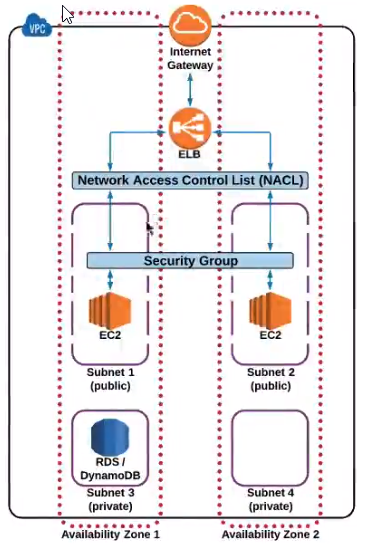 VPC
Internet
Gateway
ELB
Network Access Control List (NACL)
Security Group
EC2
EC2
Subnet 1
(public)
Subnet 2
(public)
RDS /
DynamoDB
Subnet 3
(private)
Subnet 4
(private)
Availability Zone 1
Availability Zone 2